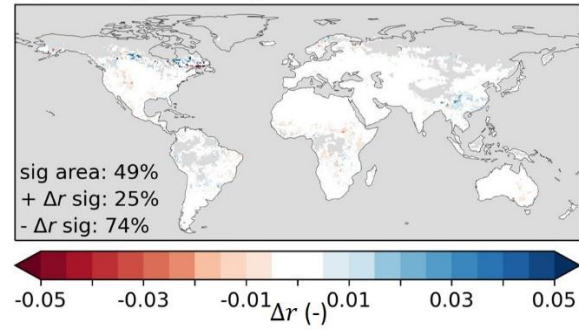 sig area: 49%
+ Δr sig: 25%
- Δr sig: 74%
-0.05 -0.03 -0.01 0.01 0.03 0.05
Δr (-)